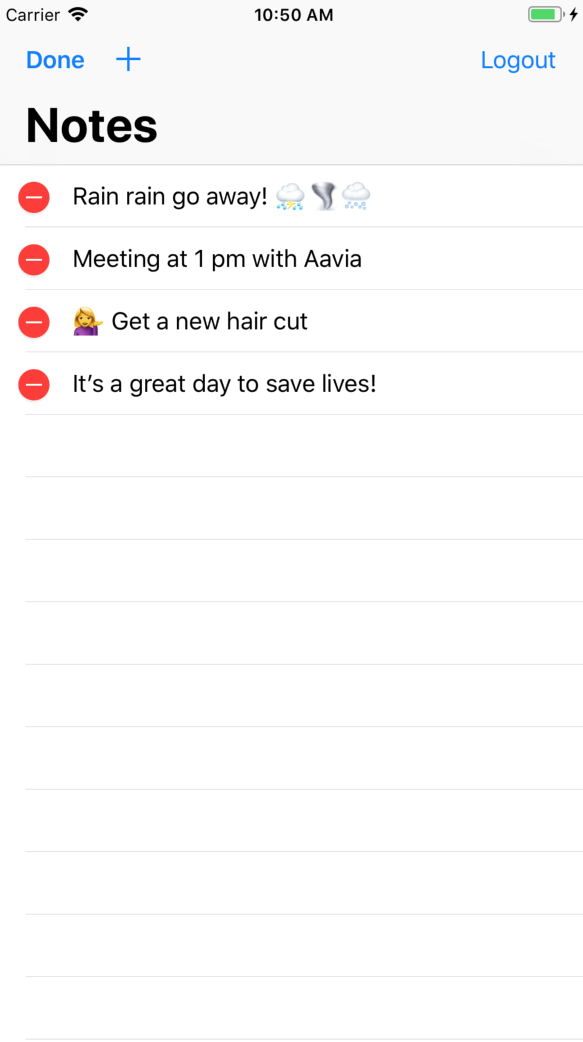 Carrier 10:50 AM
Done + Logout
Notes
Rain rain go away! ⛈️🌪️🌨️
Meeting at 1 pm with Aavia
💁‍♀️ Get a new hair cut
It’s a great day to save lives!